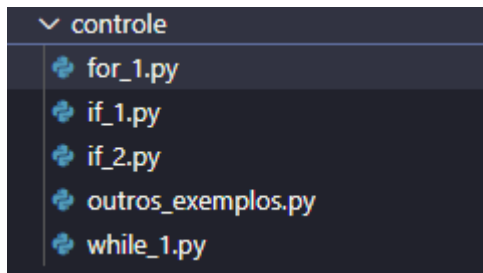 controle
for_1.py
if_1.py
if_2.py
outros_exemplos.py
while_1.py